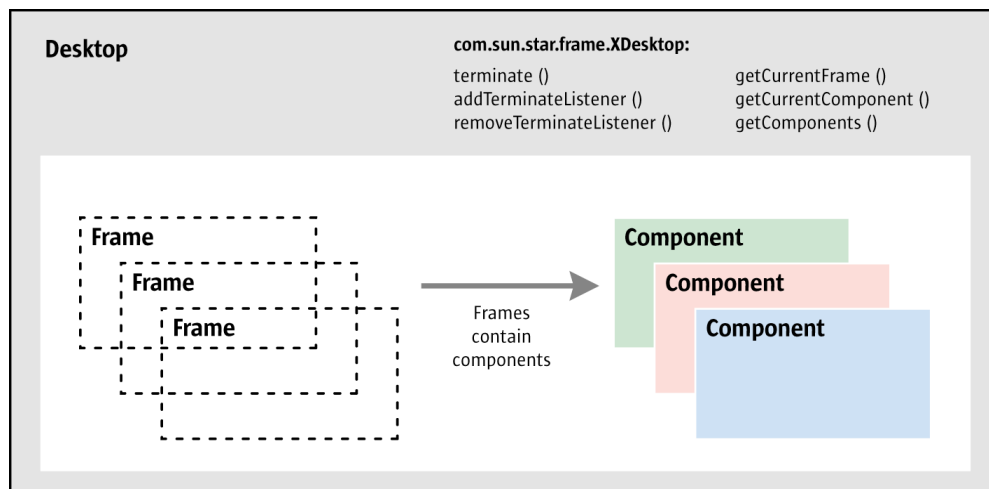 Desktop
com.sun.star.frame.XDesktop:
terminate ()
addTerminateListener ()
removeTerminateListener ()
getCurrentFrame ()
getCurrentComponent ()
getComponents ()
Frame
Frame
Frame
Frames
contain
components
Component
Component
Component